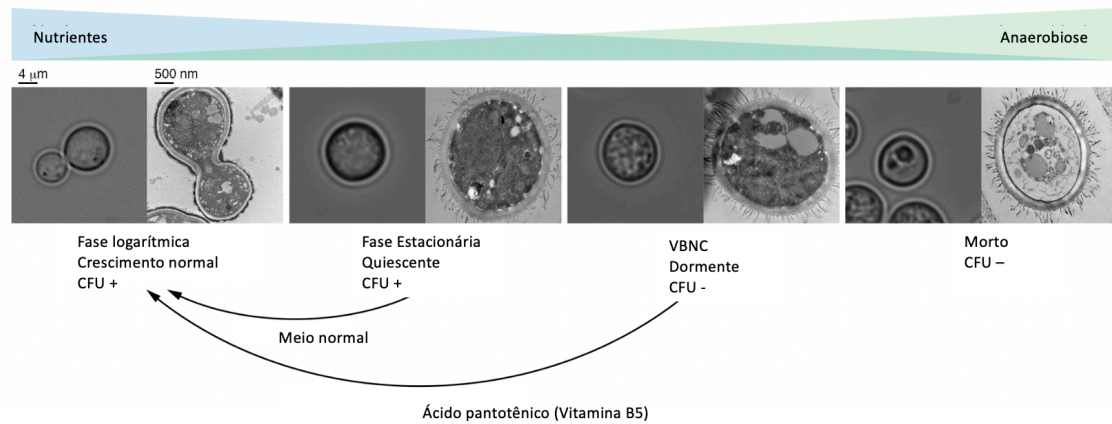 Nutrientes
Anaerobiose
4 µm
500 nm
Fase logarítmica
Crescimento normal
CFU +
Fase Estacionária
Quiescente
CFU +
VBNC
Dormente
CFU -
Morto
CFU –
Meio normal
Ácido pantotênico (Vitamina B5)